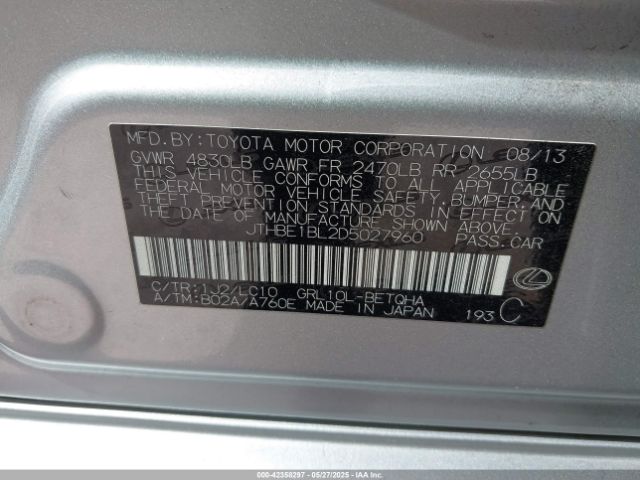 MFD.BY:TOYOTA MOTOR CORPORATION 08/13
GVWR 4830LB GAWR FR 2470LB RR 2655LB
THIS VEHICLE CONFORMS TO ALL APPLICABLE
FEDERAL MOTOR VEHICLE SAFETY,BUMPER,AND
THEFT PREVENTION STANDARDS IN EFFECT ON
THE DATE OF MANUFACTURE SHOWN ABOVE.
JTHBE1BL2D5027960 PASS.CAR
C/TR:1J2/LC10 GRL10L-BETQHA
A/TM:B02A/A760E MADE IN JAPAN 193 C
000-42358297 - 05/27/2025 - IAA Inc.